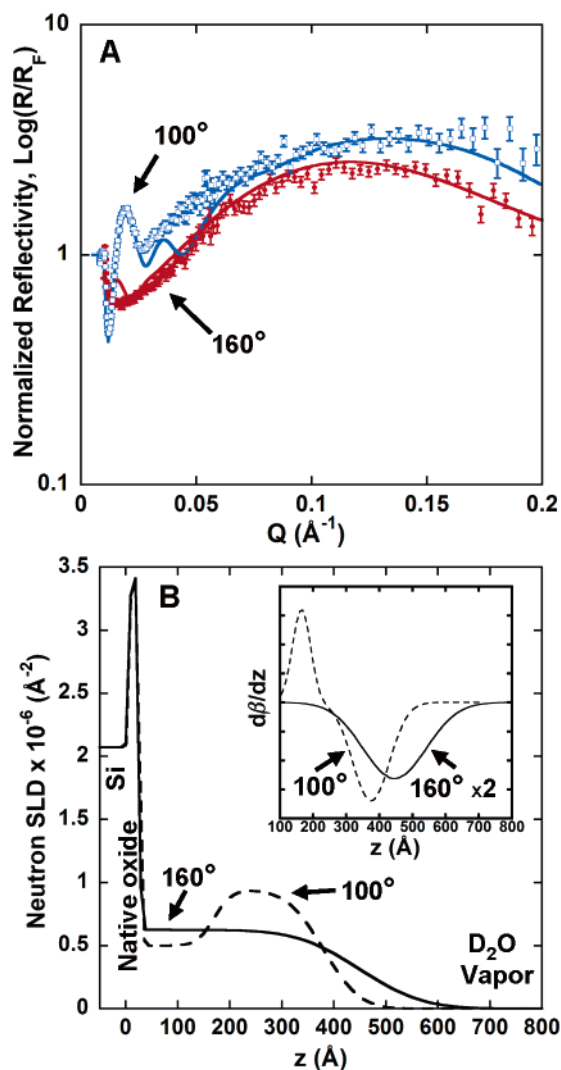 A
10
1
0.1
Normalized Reflectivity, Log(R/R_F)
100°
160°
0 0.05 0.1 0.15 0.2
Q (Å⁻¹)
B
3.5
3
2.5
2
1.5
1
0.5
0
Neutron SLD x 10⁻⁶ (Å⁻²)
Si
Native oxide
160°
100°
D₂O
Vapor
dβ/dz
100°
160° x2
100 200 300 400 500 600 700 800
z (Å)
0 100 200 300 400 500 600 700 800
z (Å)